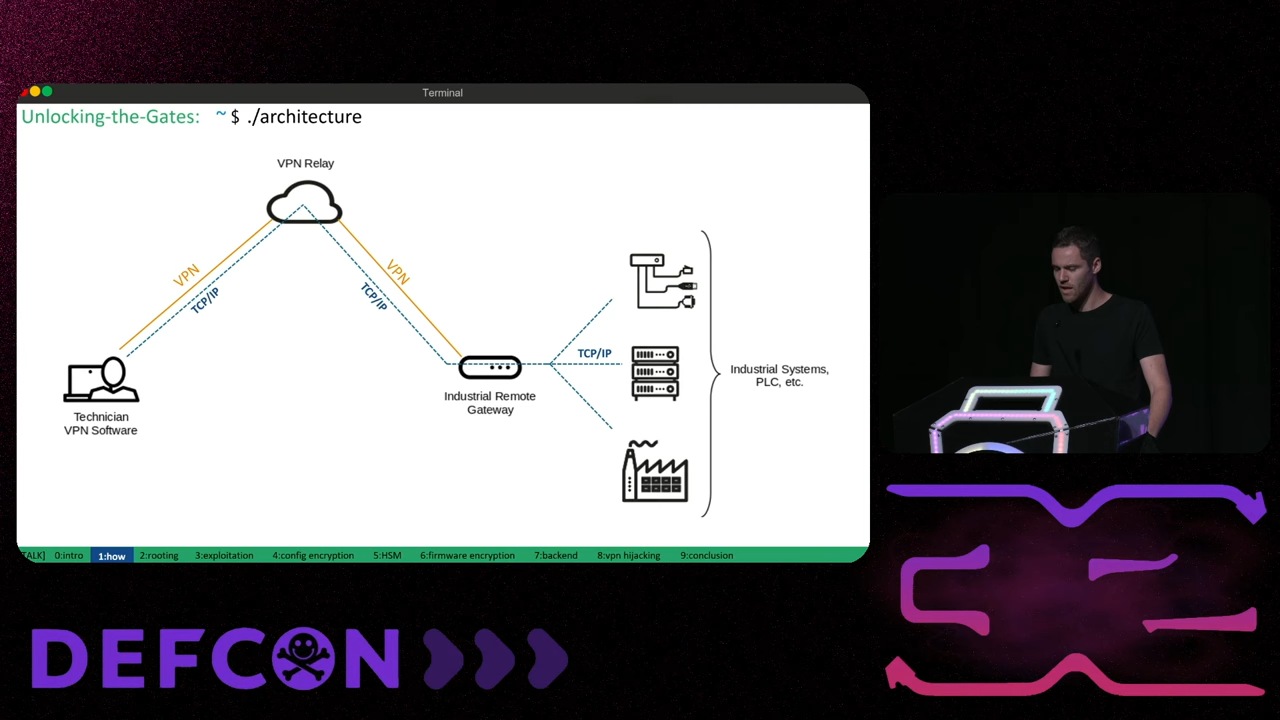 Terminal
Unlocking-the-Gates: ~ $ ./architecture
VPN Relay
VPN
TCP/IP
VPN
TCP/IP
TCP/IP
Technician
VPN Software
Industrial Remote
Gateway
Industrial Systems,
PLC, etc.
TALK] 0:intro 1:how 2:rooting 3:exploitation 4:config encryption 5:HSM 6:firmware encryption 7:backend 8:vpn hijacking 9:conclusion
DEFCON